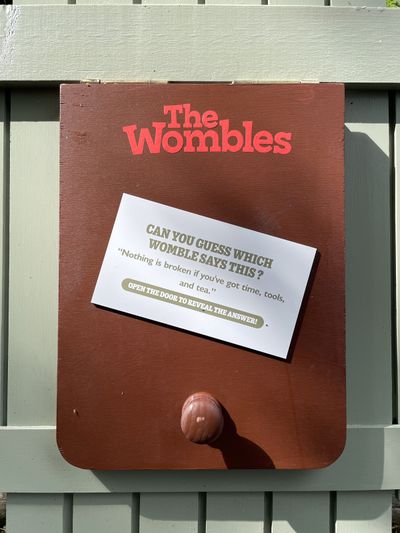 The
Wombles
CAN YOU GUESS WHICH
WOMBLE SAYS THIS?
"Nothing is broken if you've got time, tools,
and tea."
OPEN THE DOOR TO REVEAL THE ANSWER!